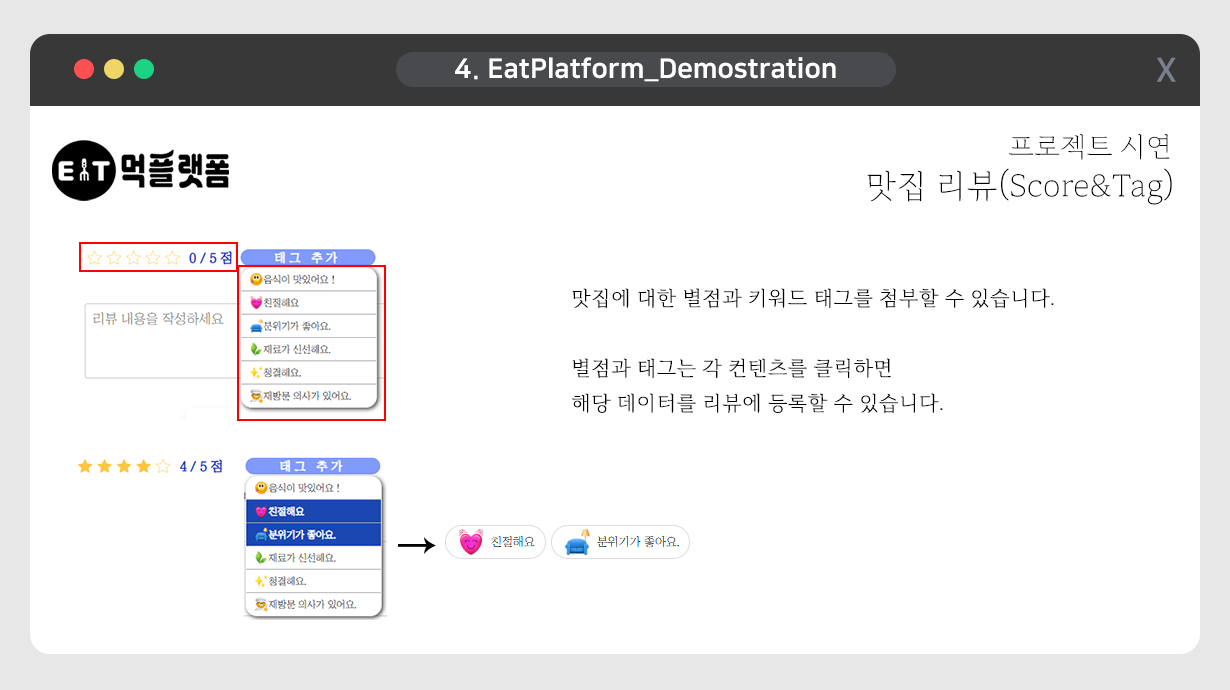 4. EatPlatform_Demostration
X
EAT 먹플랫폼
프로젝트 시연
맛집 리뷰(Score&Tag)
0 / 5 점
태그 추가
음식이 맛있어요 !
친절해요
분위기가 좋아요.
재료가 신선해요.
청결해요.
재방문 의사가 있어요.
리뷰 내용을 작성하세요
맛집에 대한 별점과 키워드 태그를 첨부할 수 있습니다.
별점과 태그는 각 컨텐츠를 클릭하면
해당 데이터를 리뷰에 등록할 수 있습니다.
4 / 5 점
태그 추가
음식이 맛있어요 !
친절해요
분위기가 좋아요.
재료가 신선해요.
청결해요.
재방문 의사가 있어요.
친절해요
분위기가 좋아요.